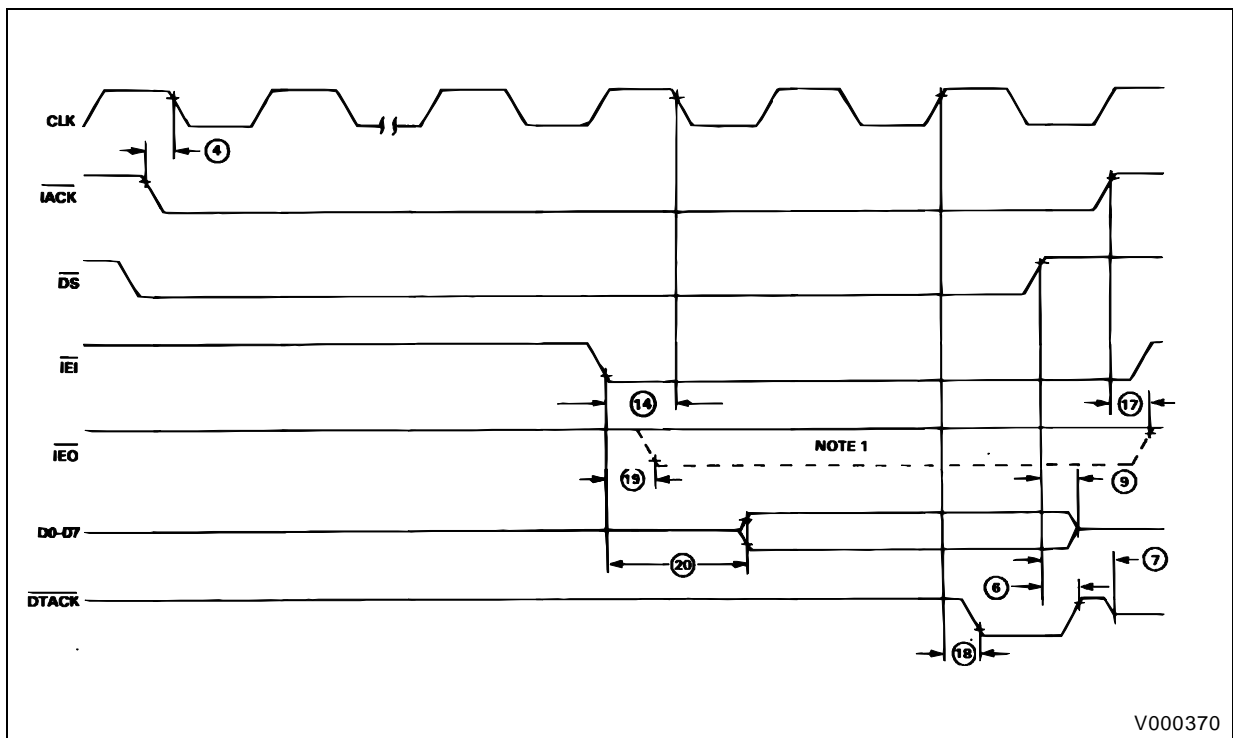 CLK
4
IACK
DS
IEI
14
17
IEO
NOTE 1
19
9
D0-D7
20
7
6
DTACK
18
V000370